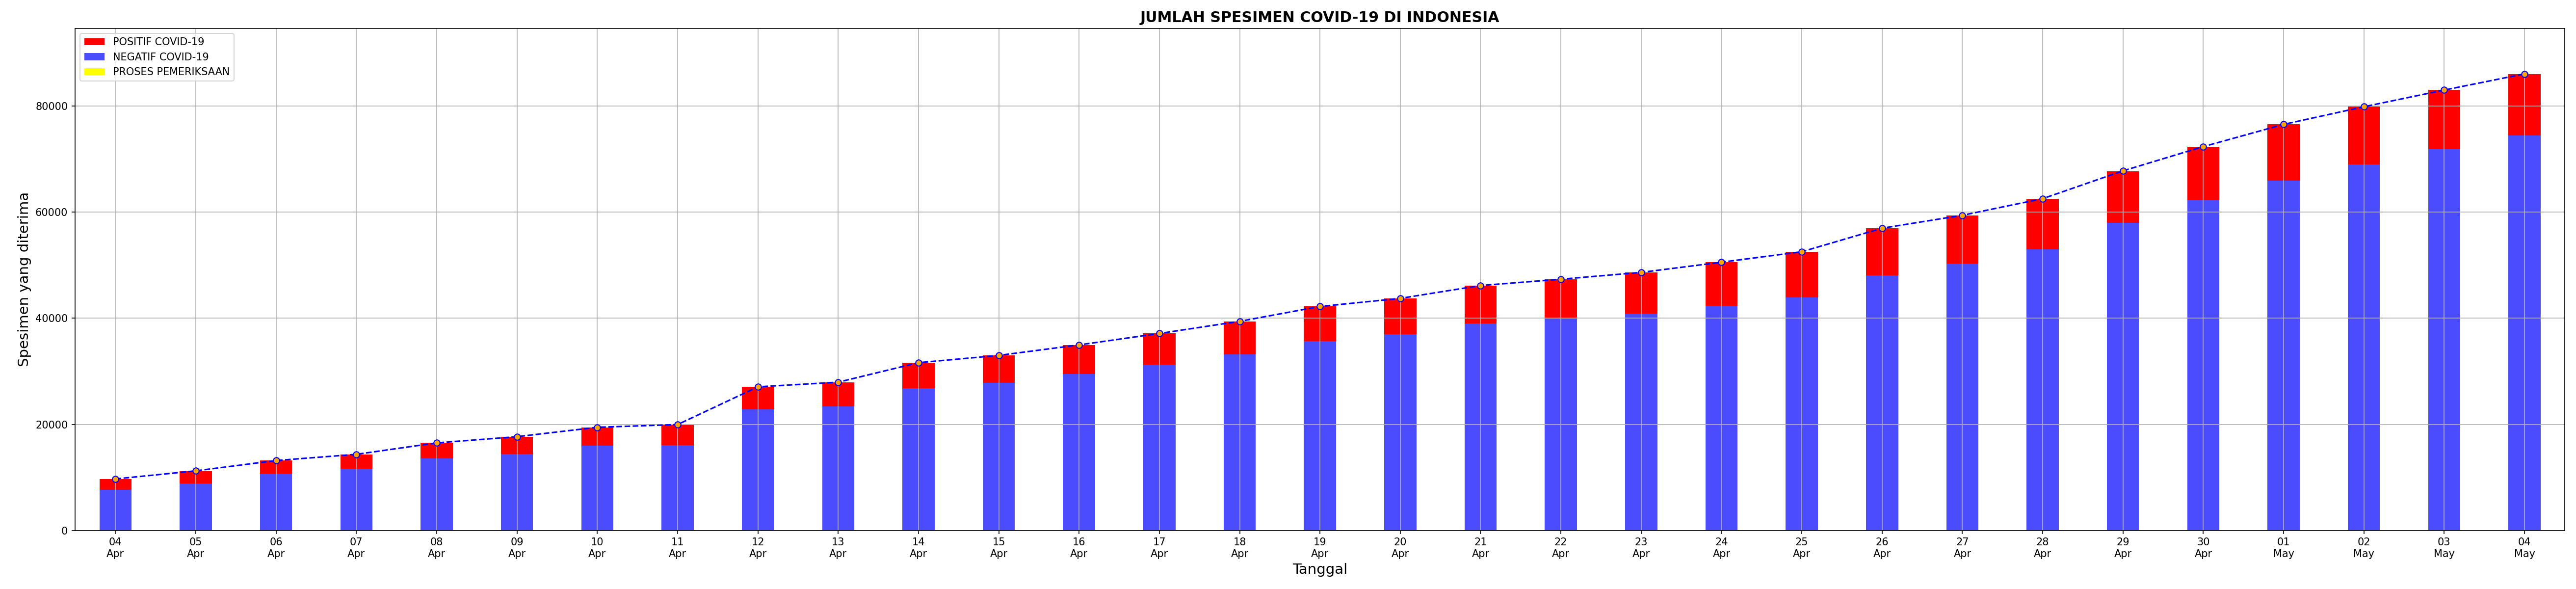 JUMLAH SPESIMEN COVID-19 DI INDONESIA
POSITIF COVID-19
NEGATIF COVID-19
PROSES PEMERIKSAAN
Spesimen yang diterima
80000
60000
40000
20000
0
04 05 06 07 08 09 10 11 12 13 14 15 16 17 18 19 20 21 22 23 24 25 26 27 28 29 30 01 02 03 04
Apr Apr Apr Apr Apr Apr Apr Apr Apr Apr Apr Apr Apr Apr Apr Apr Apr Apr Apr Apr Apr Apr Apr Apr Apr Apr Apr May May May May
Tanggal